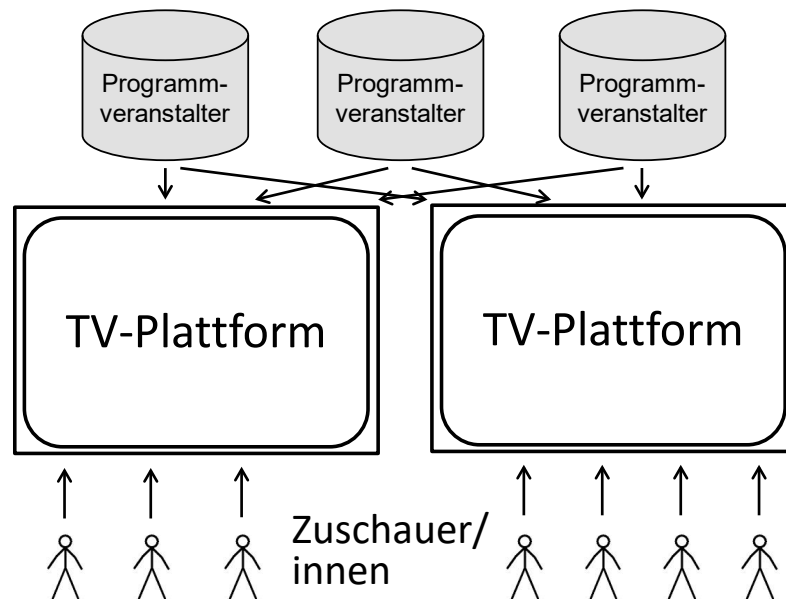 Programm-
veranstalter
Programm-
veranstalter
Programm-
veranstalter
TV-Plattform
TV-Plattform
Zuschauer/
innen